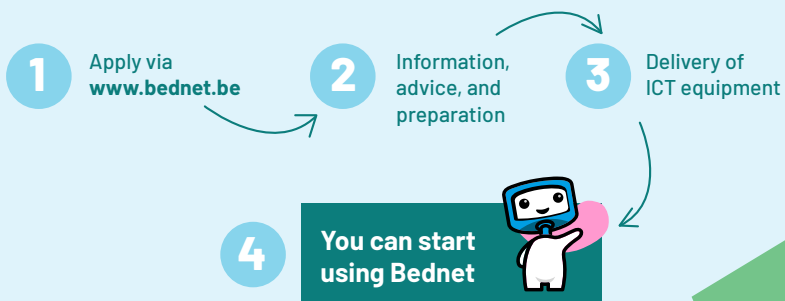 1
Apply via
www.bednet.be
2
Information,
advice, and
preparation
3
Delivery of
ICT equipment
4
You can start
using Bednet